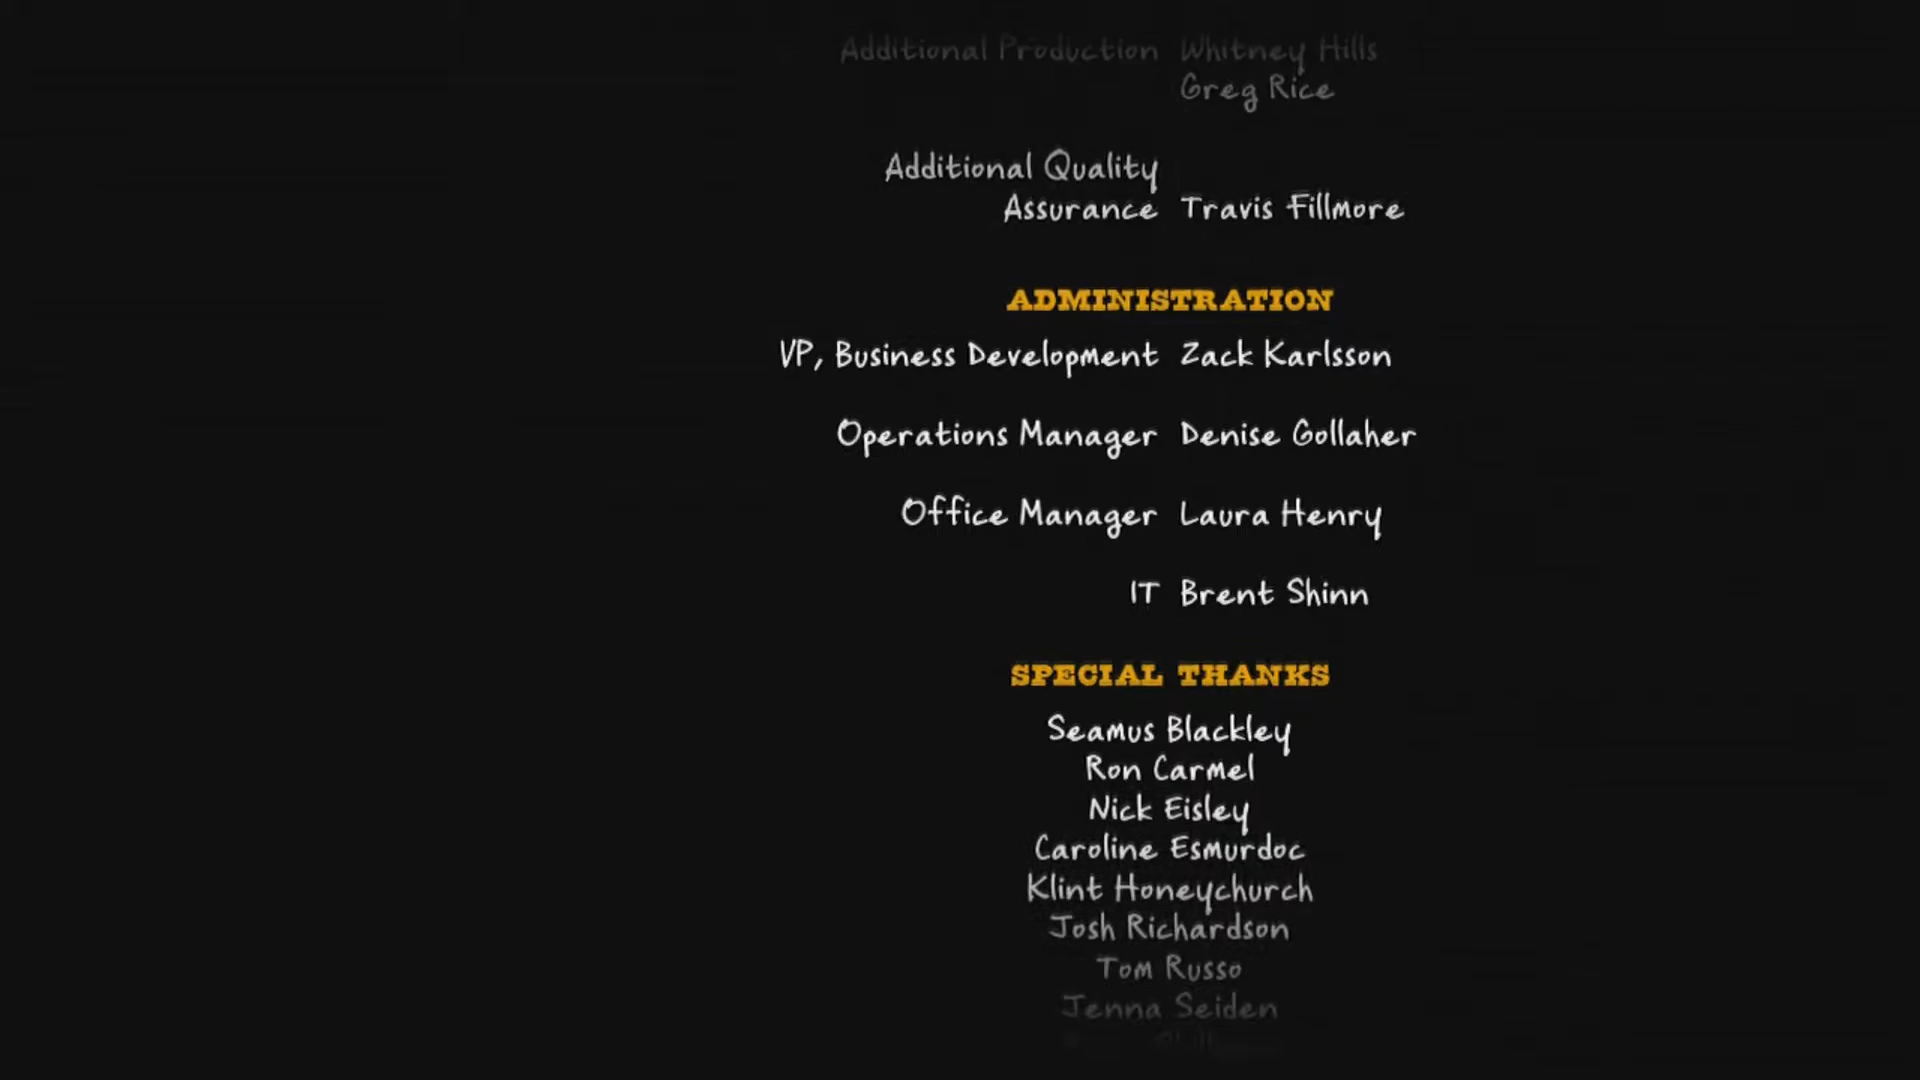 Additional Production Whitney Hills
Greg Rice
Additional Quality
Assurance Travis Fillmore
ADMINISTRATION
VP, Business Development Zack Karlsson
Operations Manager Denise Gollaher
Office Manager Laura Henry
IT Brent Shinn
SPECIAL THANKS
Seamus Blackley
Ron Carmel
Nick Eisley
Caroline Esmurdoc
Klint Honeychurch
Josh Richardson
Tom Russo
Jenna Seiden